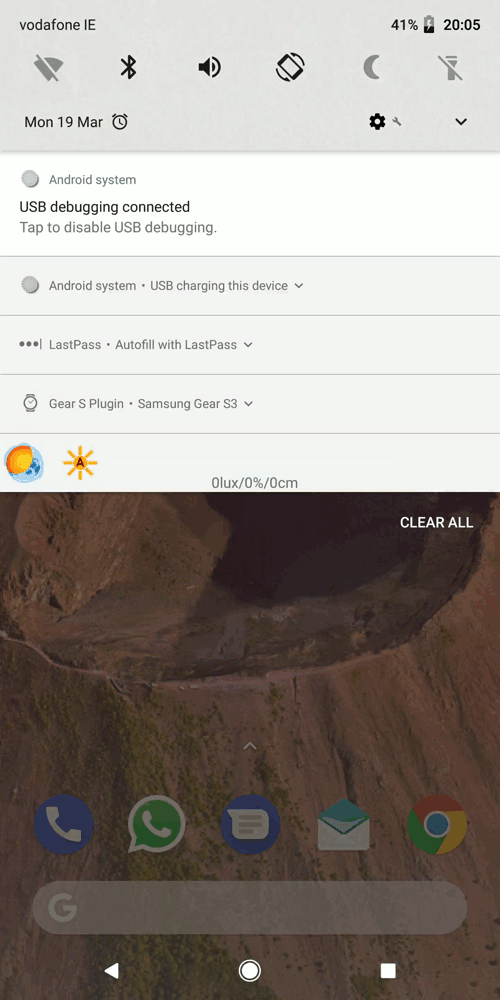 vodafone IE 41% 20:05
Mon 19 Mar
Android system
USB debugging connected
Tap to disable USB debugging.
Android system • USB charging this device
LastPass • Autofill with LastPass
Gear S Plugin • Samsung Gear S3
A
0lux/0%/0cm
CLEAR ALL
G